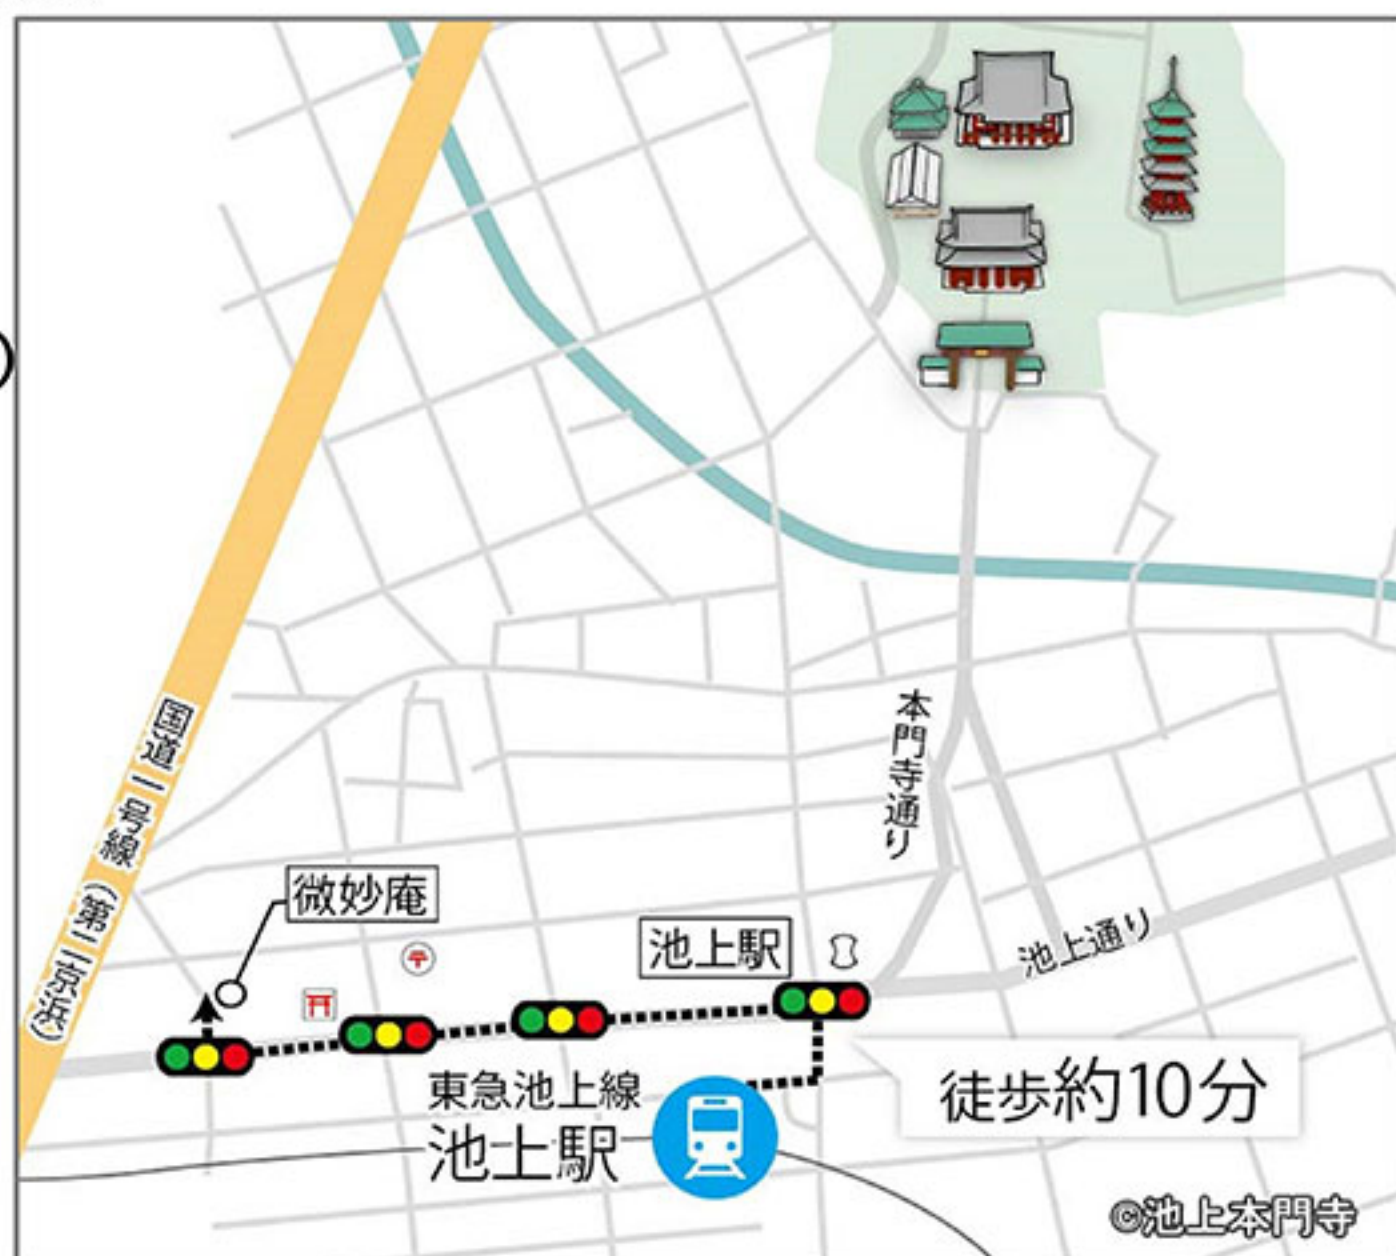 国道一号線(第二京浜)
本門寺通り
微妙庵
池上駅
池上通り
東急池上線
池上駅
徒歩約10分
©池上本門寺